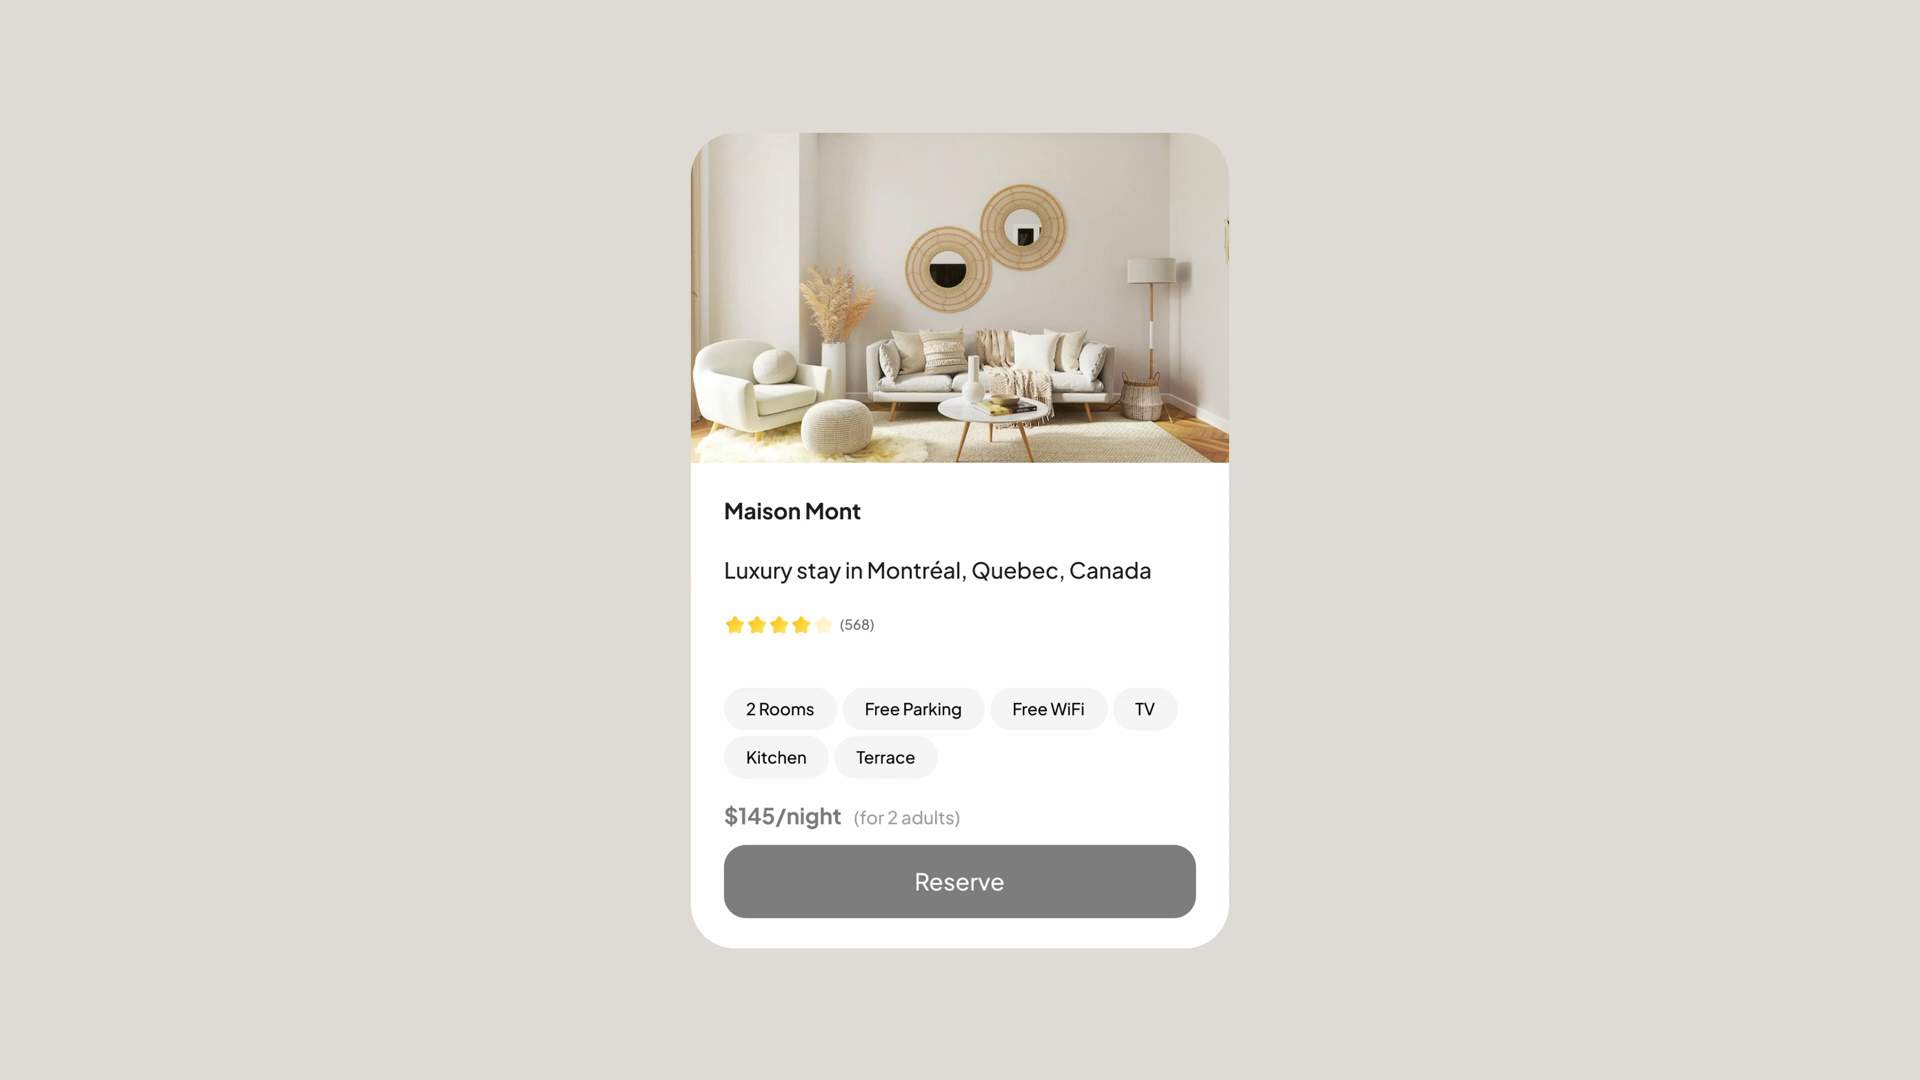 Maison Mont
Luxury stay in Montréal, Quebec, Canada
(568)
2 Rooms
Free Parking
Free WiFi
TV
Kitchen
Terrace
$145/night (for 2 adults)
Reserve